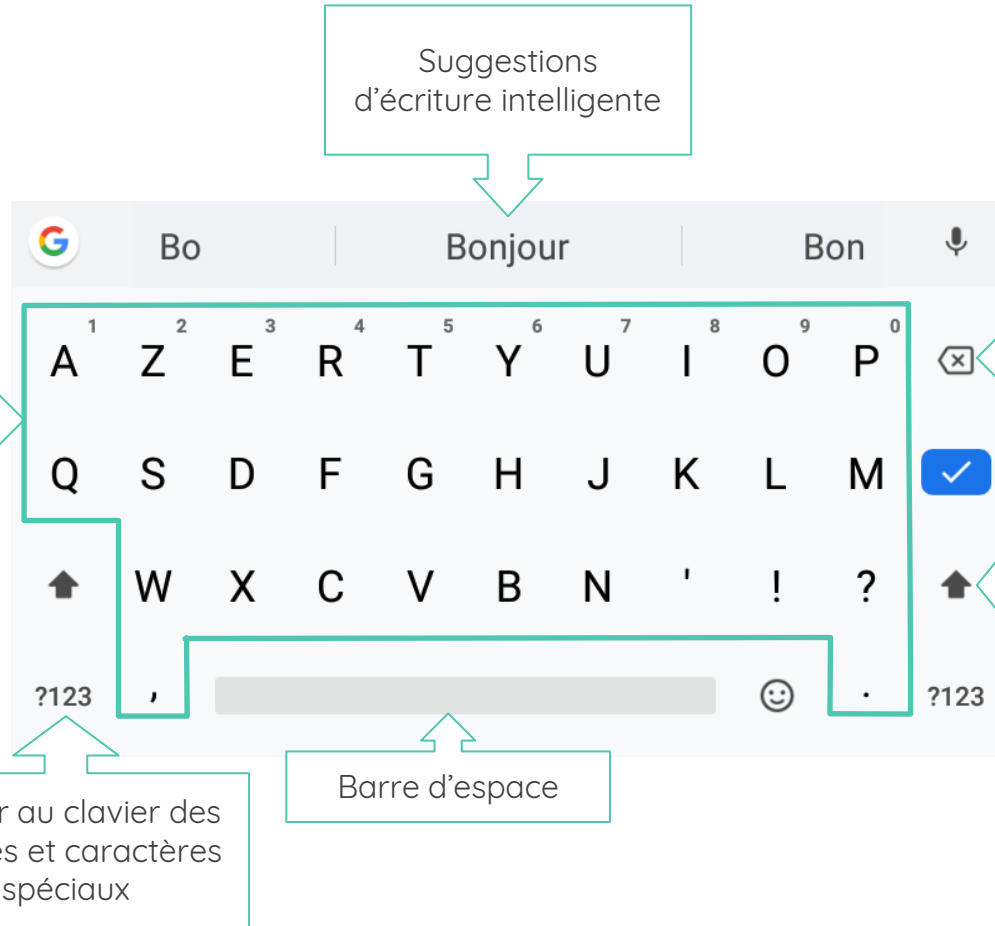 Suggestions
d'écriture intelligente
G Bo Bonjour Bon
1 2 3 4 5 6 7 8 9 0
A Z E R T Y U I O P
Q S D F G H J K L M
W X C V B N ' ! ?
?123 , . ?123
Barre d'espace
au clavier des
et caractères
spéciaux